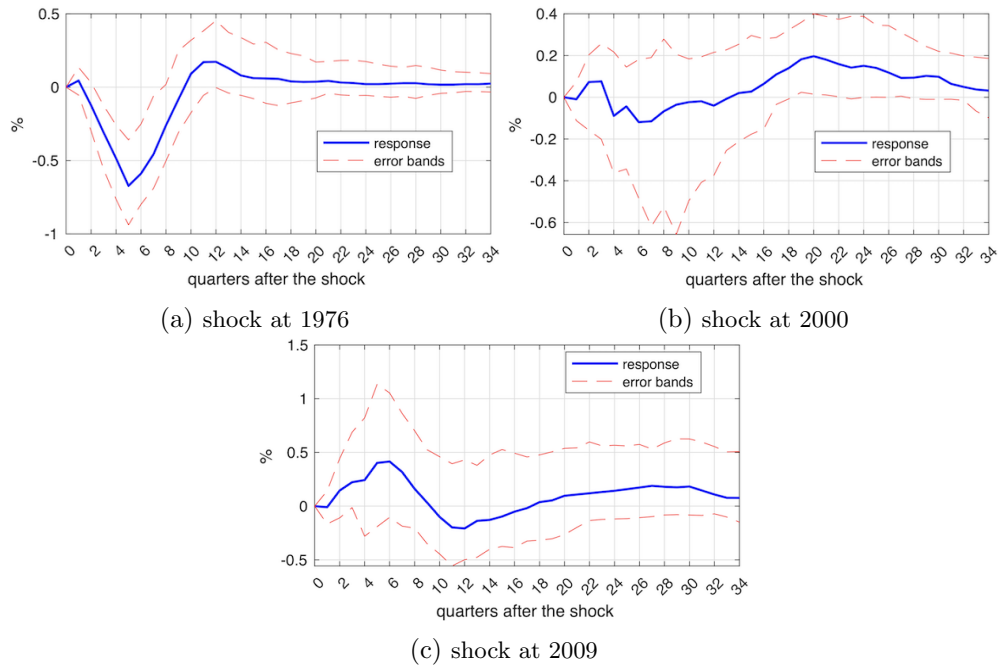 0.5
0
-0.5
-1
%
response
error bands
0 2 4 6 8 10 12 14 16 18 20 22 24 26 28 30 32 34
quarters after the shock
(a) shock at 1976
0.4
0.2
0
-0.2
-0.4
-0.6
%
response
error bands
0 2 4 6 8 10 12 14 16 18 20 22 24 26 28 30 32 34
quarters after the shock
(b) shock at 2000
1.5
1
0.5
0
-0.5
%
response
error bands
0 2 4 6 8 10 12 14 16 18 20 22 24 26 28 30 32 34
quarters after the shock
(c) shock at 2009